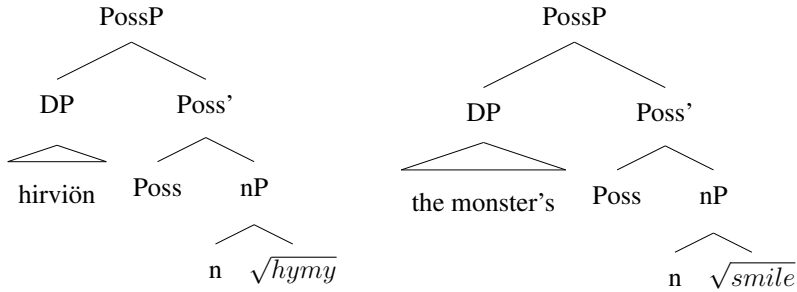 PossP
DP Poss'
hirviön Poss nP
n √hymy
PossP
DP Poss'
the monster's Poss nP
n √smile